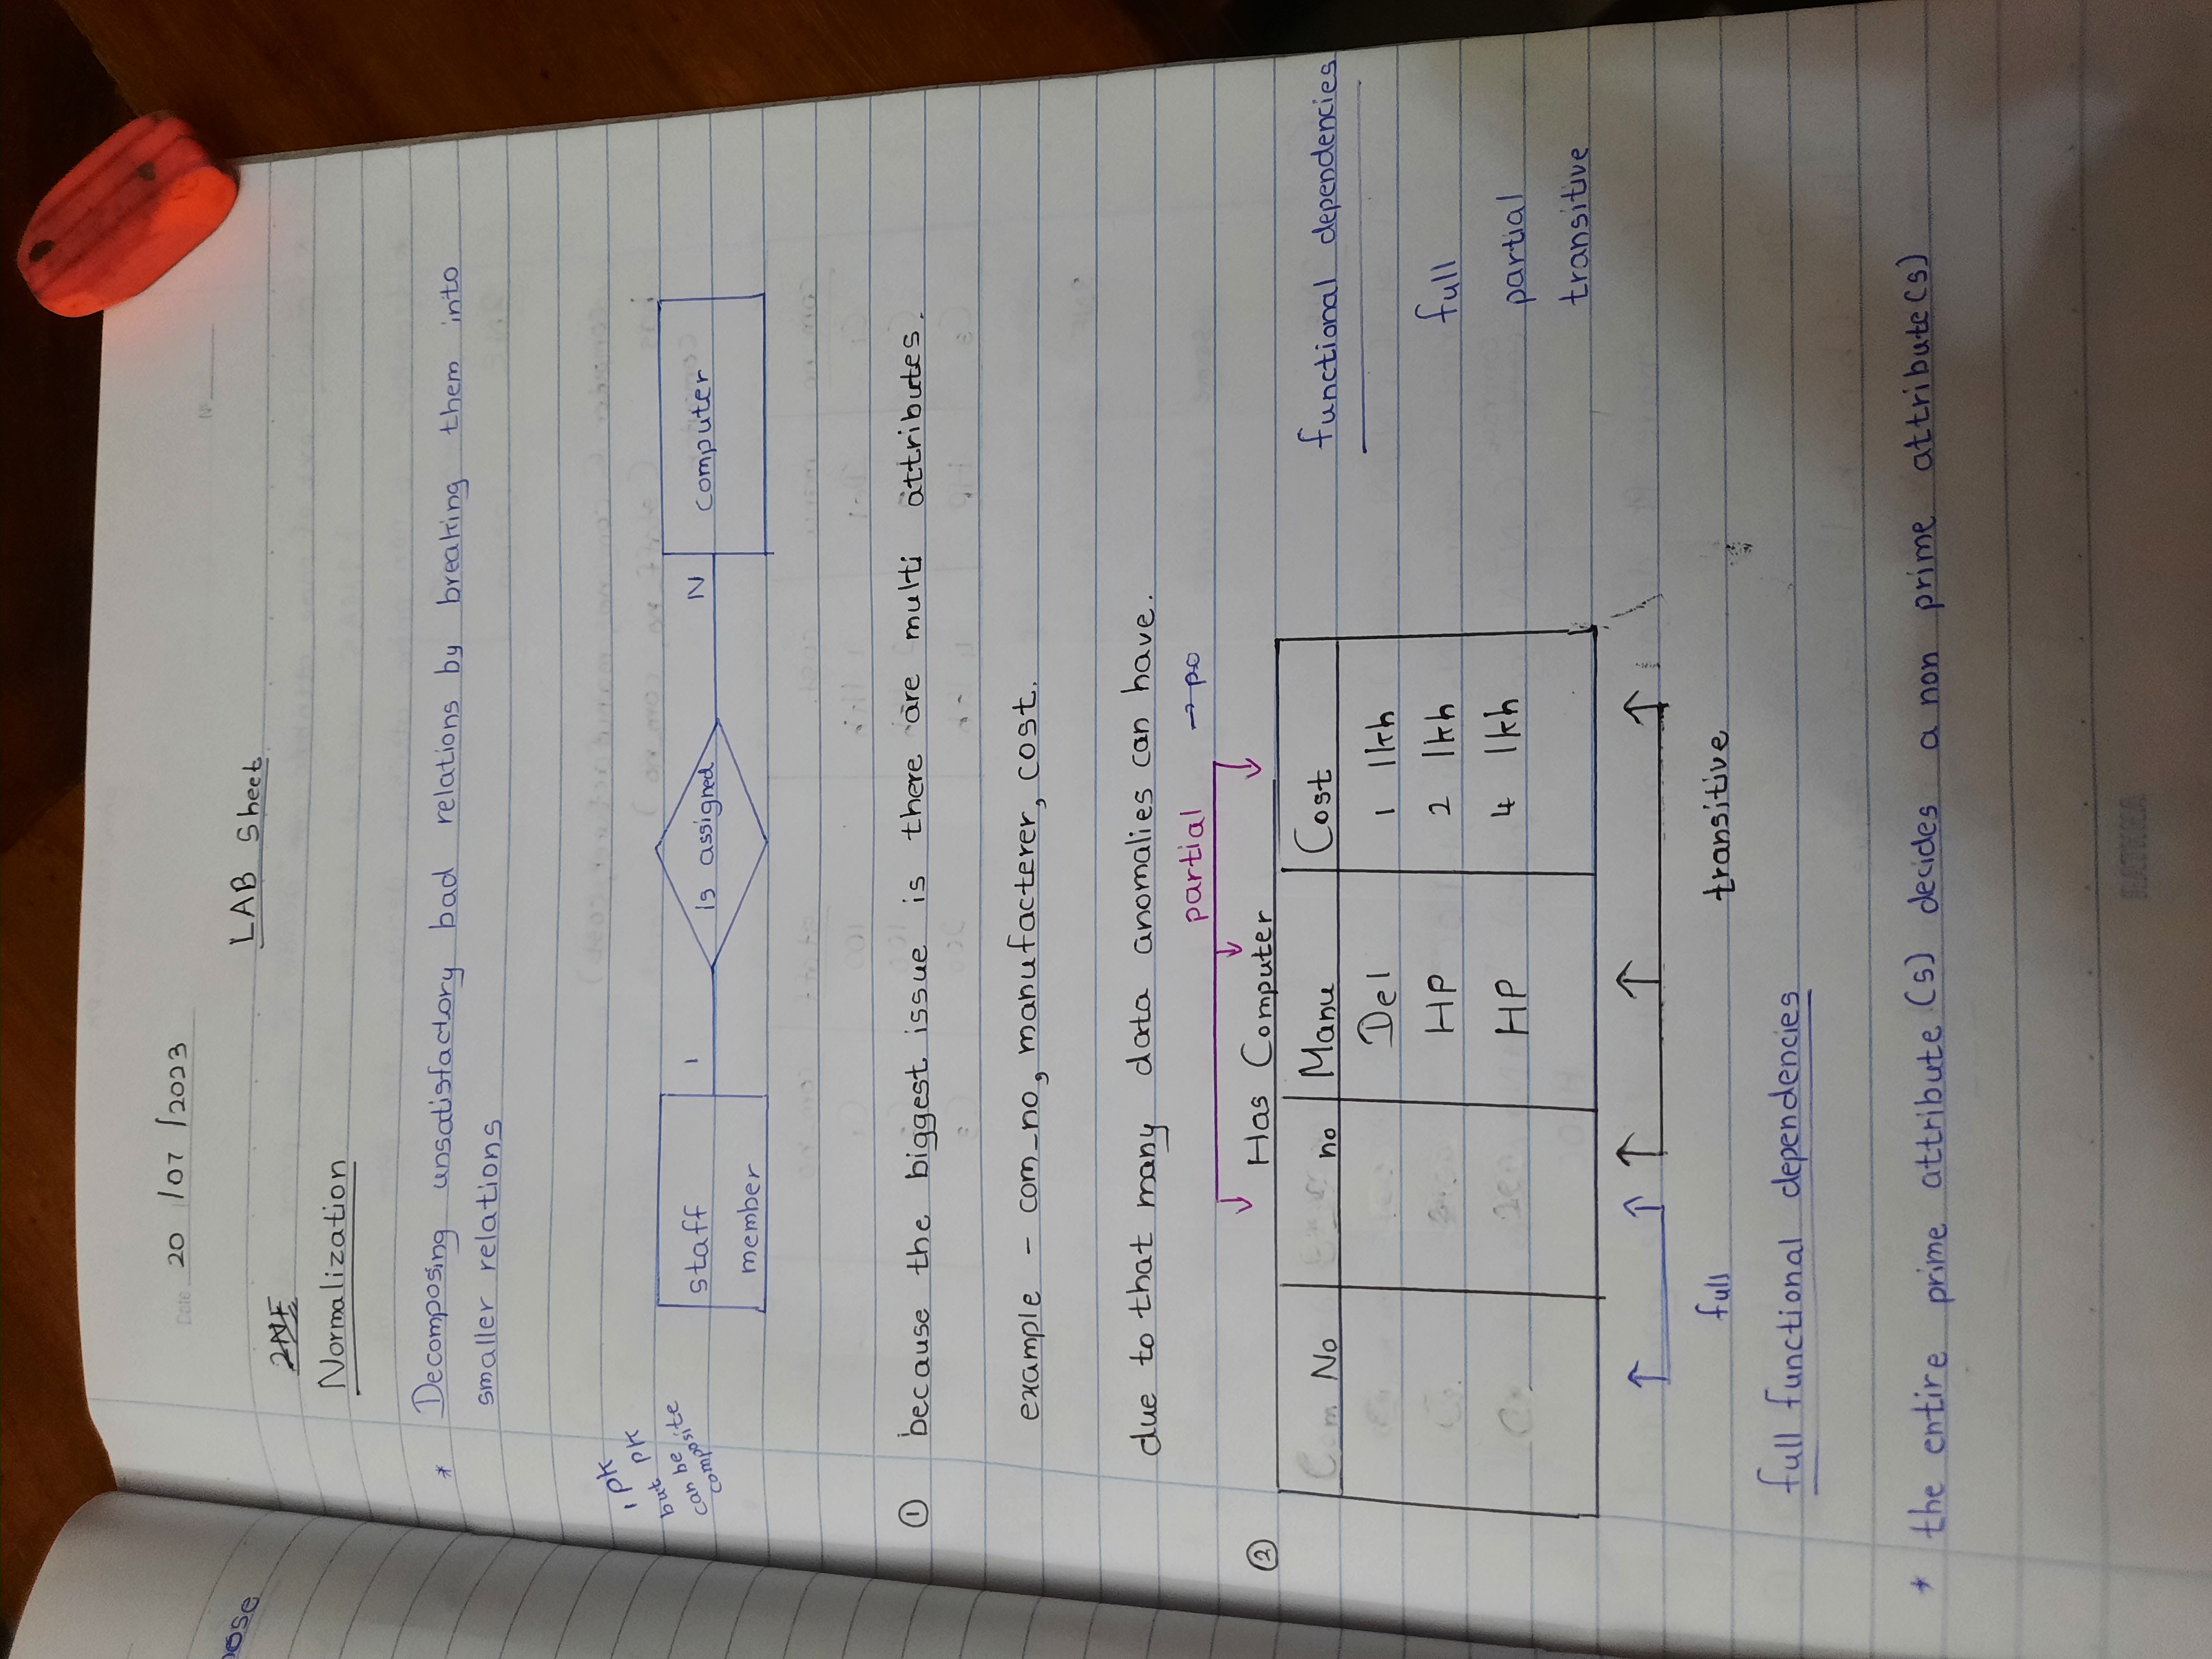 Date 20 /07 /2023
N°
LAB Sheet
2NF
Normalization
* Decomposing unsatisfactory bad relations by breaking them into
smaller relations
1 PK
but PK
can be
composite
staff
member
1
is assigned
N
computer
① because the biggest issue is there are multi attributes.
example - com_no, manufacterer, cost.
due to that many data anomalies can have.
partial
②
Has Computer
Com No no Manu Cost
Del 1 lkh
HP 2 lkh
HP 4 lkh
functional dependencies
full
partial
transitive
full transitive
full functional dependencies
* the entire prime attribute(s) decides a non prime attribute(s)
RATHNA